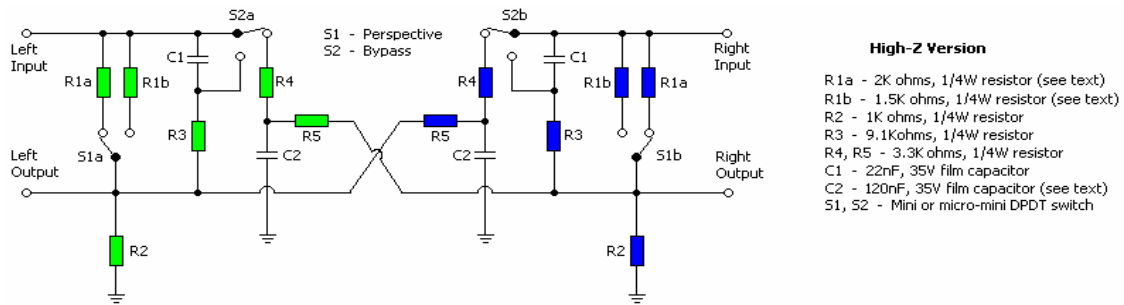 S2a
S1 - Perspective
S2 - Bypass
S2b
Left
Input
C1
R1a
R1b
R4
R3
R5
C2
S1a
Left
Output
R2
Right
Input
C1
R4
R1b
R1a
R5
R3
C2
S1b
Right
Output
R2
High-Z Version
R1a - 2K ohms, 1/4W resistor (see text)
R1b - 1.5K ohms, 1/4W resistor (see text)
R2 - 1K ohms, 1/4W resistor
R3 - 9.1Kohms, 1/4W resistor
R4, R5 - 3.3K ohms, 1/4W resistor
C1 - 22nF, 35V film capacitor
C2 - 120nF, 35V film capacitor (see text)
S1, S2 - Mini or micro-mini DPDT switch